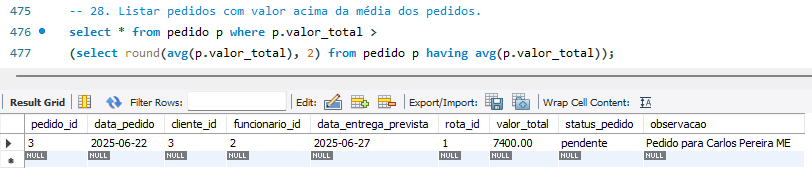 475 -- 28. Listar pedidos com valor acima da média dos pedidos.
476 select * from pedido p where p.valor_total >
477 (select round(avg(p.valor_total), 2) from pedido p having avg(p.valor_total));
Result Grid Filter Rows: Edit: Export/Import: Wrap Cell Content:
pedido_id data_pedido cliente_id funcionario_id data_entrega_prevista rota_id valor_total status_pedido observacao
3 2025-06-22 3 2 2025-06-27 1 7400.00 pendente Pedido para Carlos Pereira ME
NULL NULL NULL NULL NULL NULL NULL NULL NULL